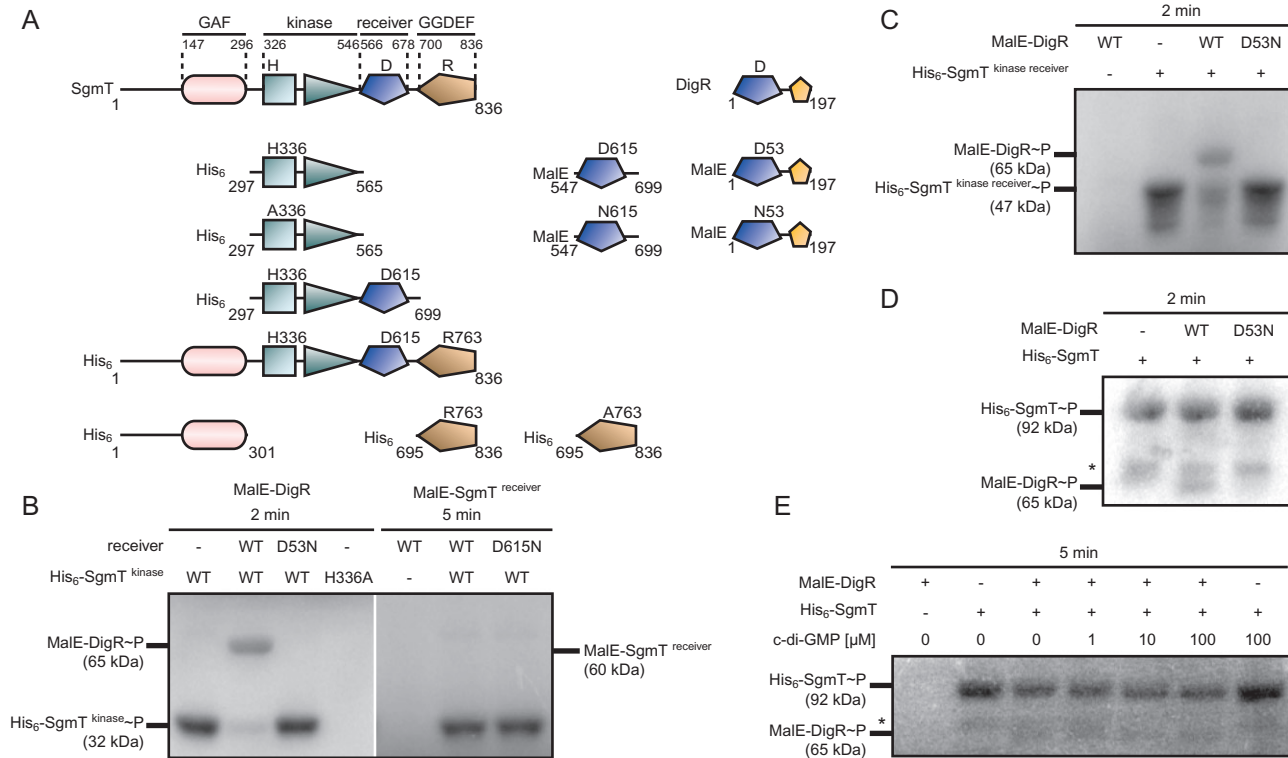 A
GAF kinase receiver GGDEF
147 296 326 546 566 678 700 836
H D R
SgmT
1 836
D
DigR
1 197
H336
His6
297 565
D615
MalE
547 699
D53
MalE
1 197
A336
His6
297 565
N615
MalE
547 699
N53
MalE
1 197
H336 D615
His6
297 699
H336 D615 R763
His6
1 836
His6
1 301
R763
His6
695 836
A763
His6
695 836
B
MalE-DigR MalE-SgmT receiver
2 min 5 min
receiver - WT D53N - WT WT D615N
His6-SgmT kinase WT WT WT H336A - WT WT
MalE-DigR~P
(65 kDa)
MalE-SgmT receiver
(60 kDa)
His6-SgmT kinase~P
(32 kDa)
C
2 min
MalE-DigR WT - WT D53N
His6-SgmT kinase receiver - + + +
MalE-DigR~P
(65 kDa)
His6-SgmT kinase receiver~P
(47 kDa)
D
2 min
MalE-DigR - WT D53N
His6-SgmT + + +
His6-SgmT~P
(92 kDa)
*
MalE-DigR~P
(65 kDa)
E
5 min
MalE-DigR + - + + + + -
His6-SgmT - + + + + + +
c-di-GMP [µM] 0 0 0 1 10 100 100
His6-SgmT~P
(92 kDa)
*
MalE-DigR~P
(65 kDa)